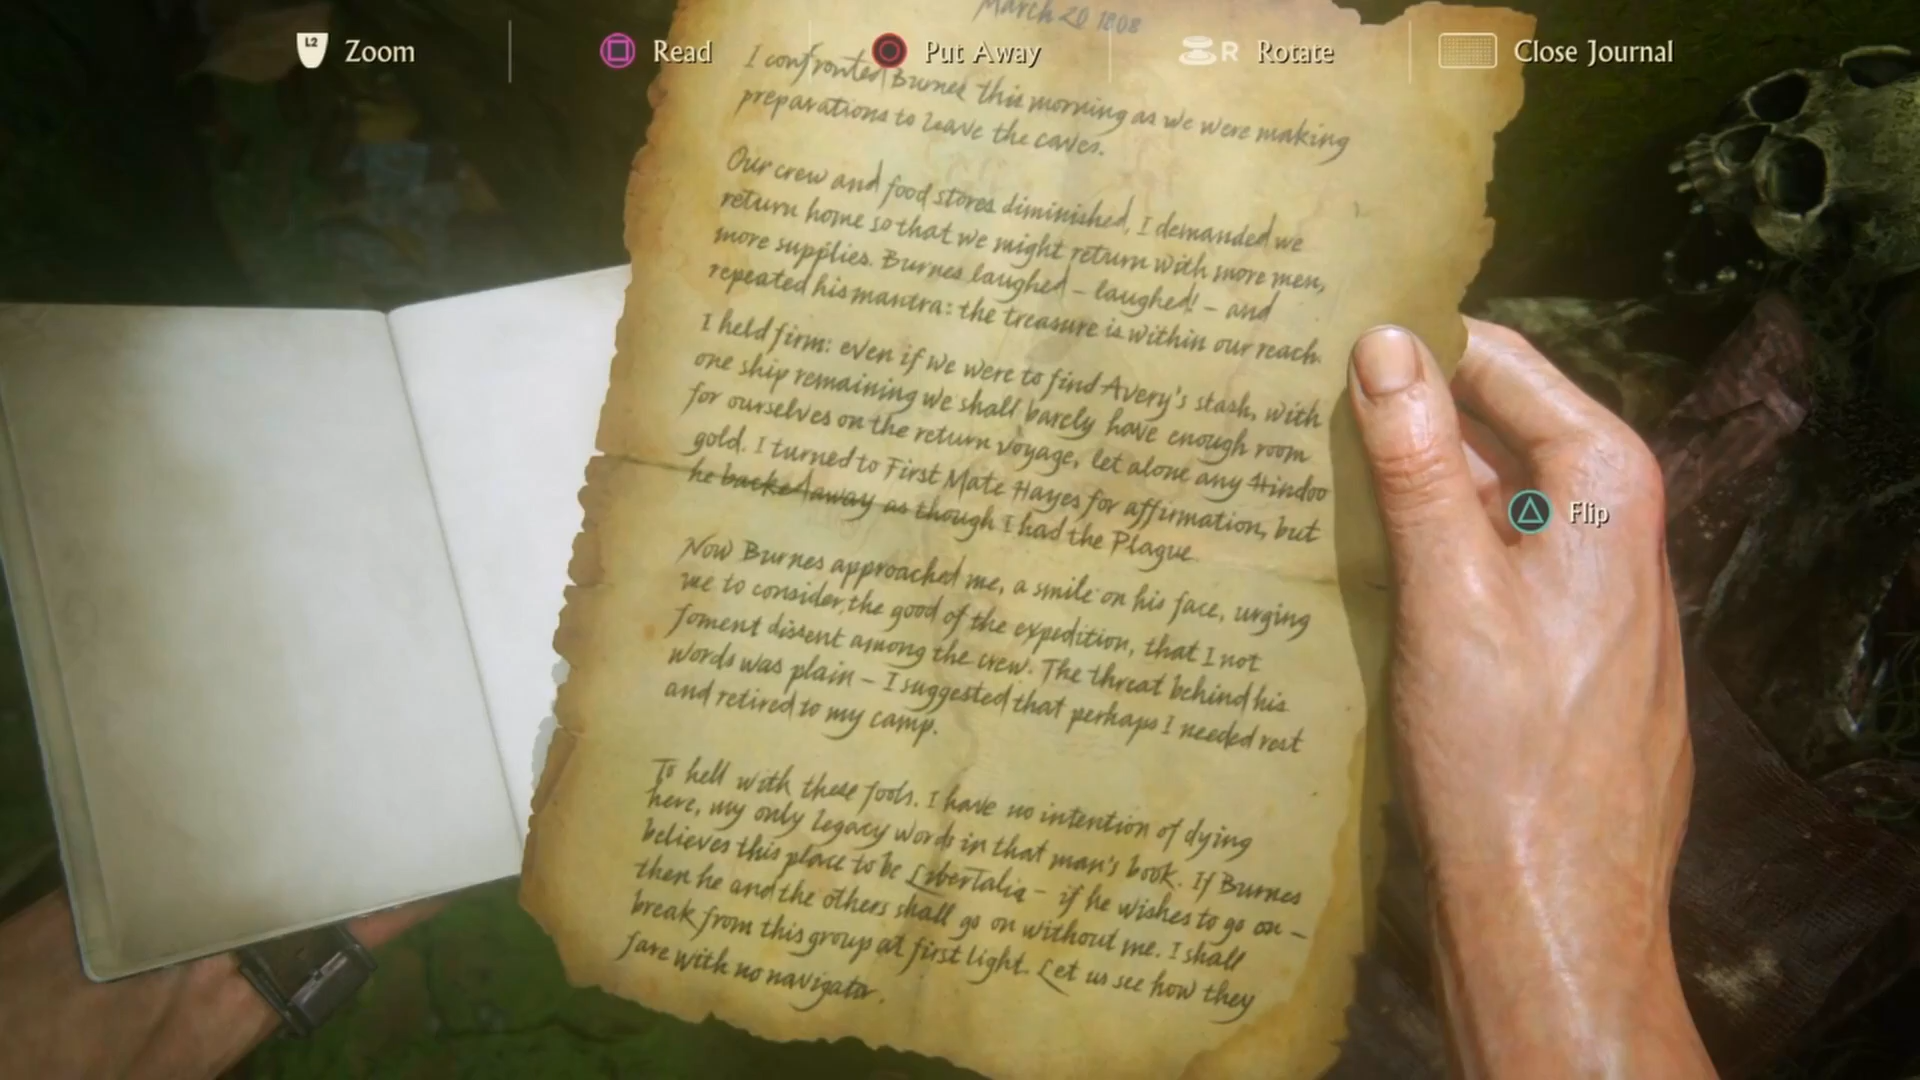 L2 Zoom
Read
Put Away
R Rotate
Close Journal
March 20 1808
I confronted Burnes this morning as we were making
preparations to leave the caves.
Our crew and food stores diminished, I demanded we
return home so that we might return with more men,
more supplies. Burnes laughed – laughed! – and
repeated his mantra: the treasure is within our reach.
I held firm: even if we were to find Avery's stash, with
one ship remaining we shall barely have enough room
for ourselves on the return voyage, let alone any Hindoo
gold. I turned to First Mate Hayes for affirmation, but
he backed away as though I had the Plague.
Now Burnes approached me, a smile on his face, urging
me to consider the good of the expedition, that I not
foment dissent among the crew. The threat behind his
words was plain – I suggested that perhaps I needed rest
and retired to my camp.
To hell with these fools. I have no intention of dying
here, my only legacy words in that man's book. If Burnes
believes this place to be Libertalia – if he wishes to go on –
then he and the others shall go on without me. I shall
break from this group at first light. Let us see how they
fare with no navigator.
Flip